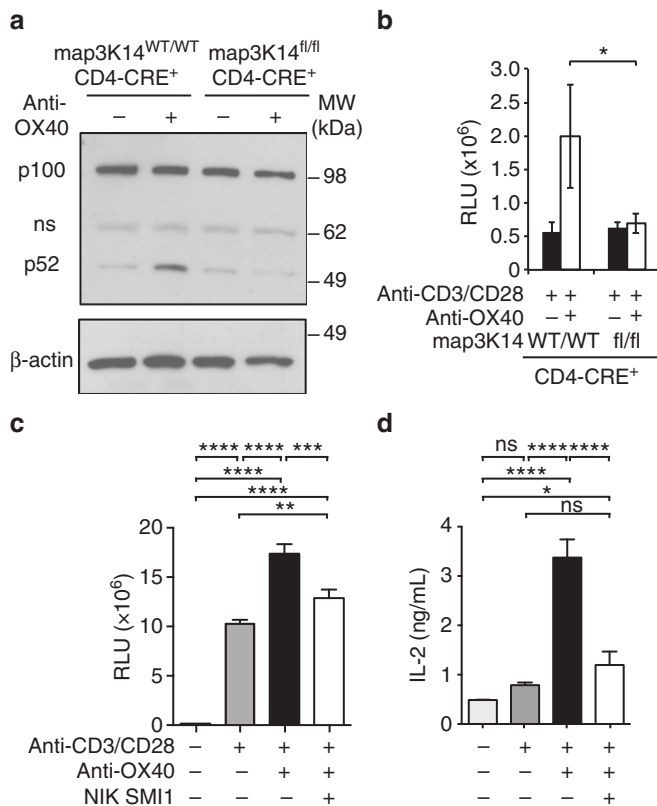 a
map3K14WT/WT map3K14fl/fl
CD4-CRE+ CD4-CRE+
Anti-OX40 − + − + MW (kDa)
p100
98
ns
62
p52
49
49
β-actin
b
*
3.0
2.5
2.0
1.5
1.0
0.5
0
RLU (x10⁶)
Anti-CD3/CD28 + + + +
Anti-OX40 − + − +
map3K14 WT/WT fl/fl
CD4-CRE+
c
**** **** ***
****
****
**
20
15
10
5
0
RLU (×10⁶)
Anti-CD3/CD28 − + + +
Anti-OX40 − − + +
NIK SMI1 − − − +
d
ns **** ****
****
*
ns
4
3
2
1
0
IL-2 (ng/mL)
− + + +
− − + +
− − − +